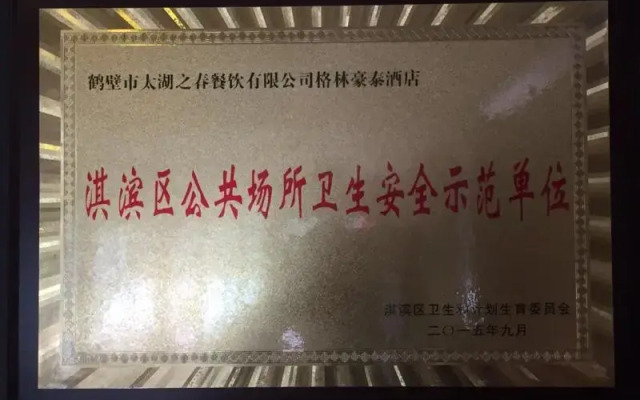 鹤壁市太湖之春餐饮有限公司格林豪泰酒店
淇滨区公共场所卫生安全示范单位
淇滨区卫生和计划生育委员会
二〇一五年九月